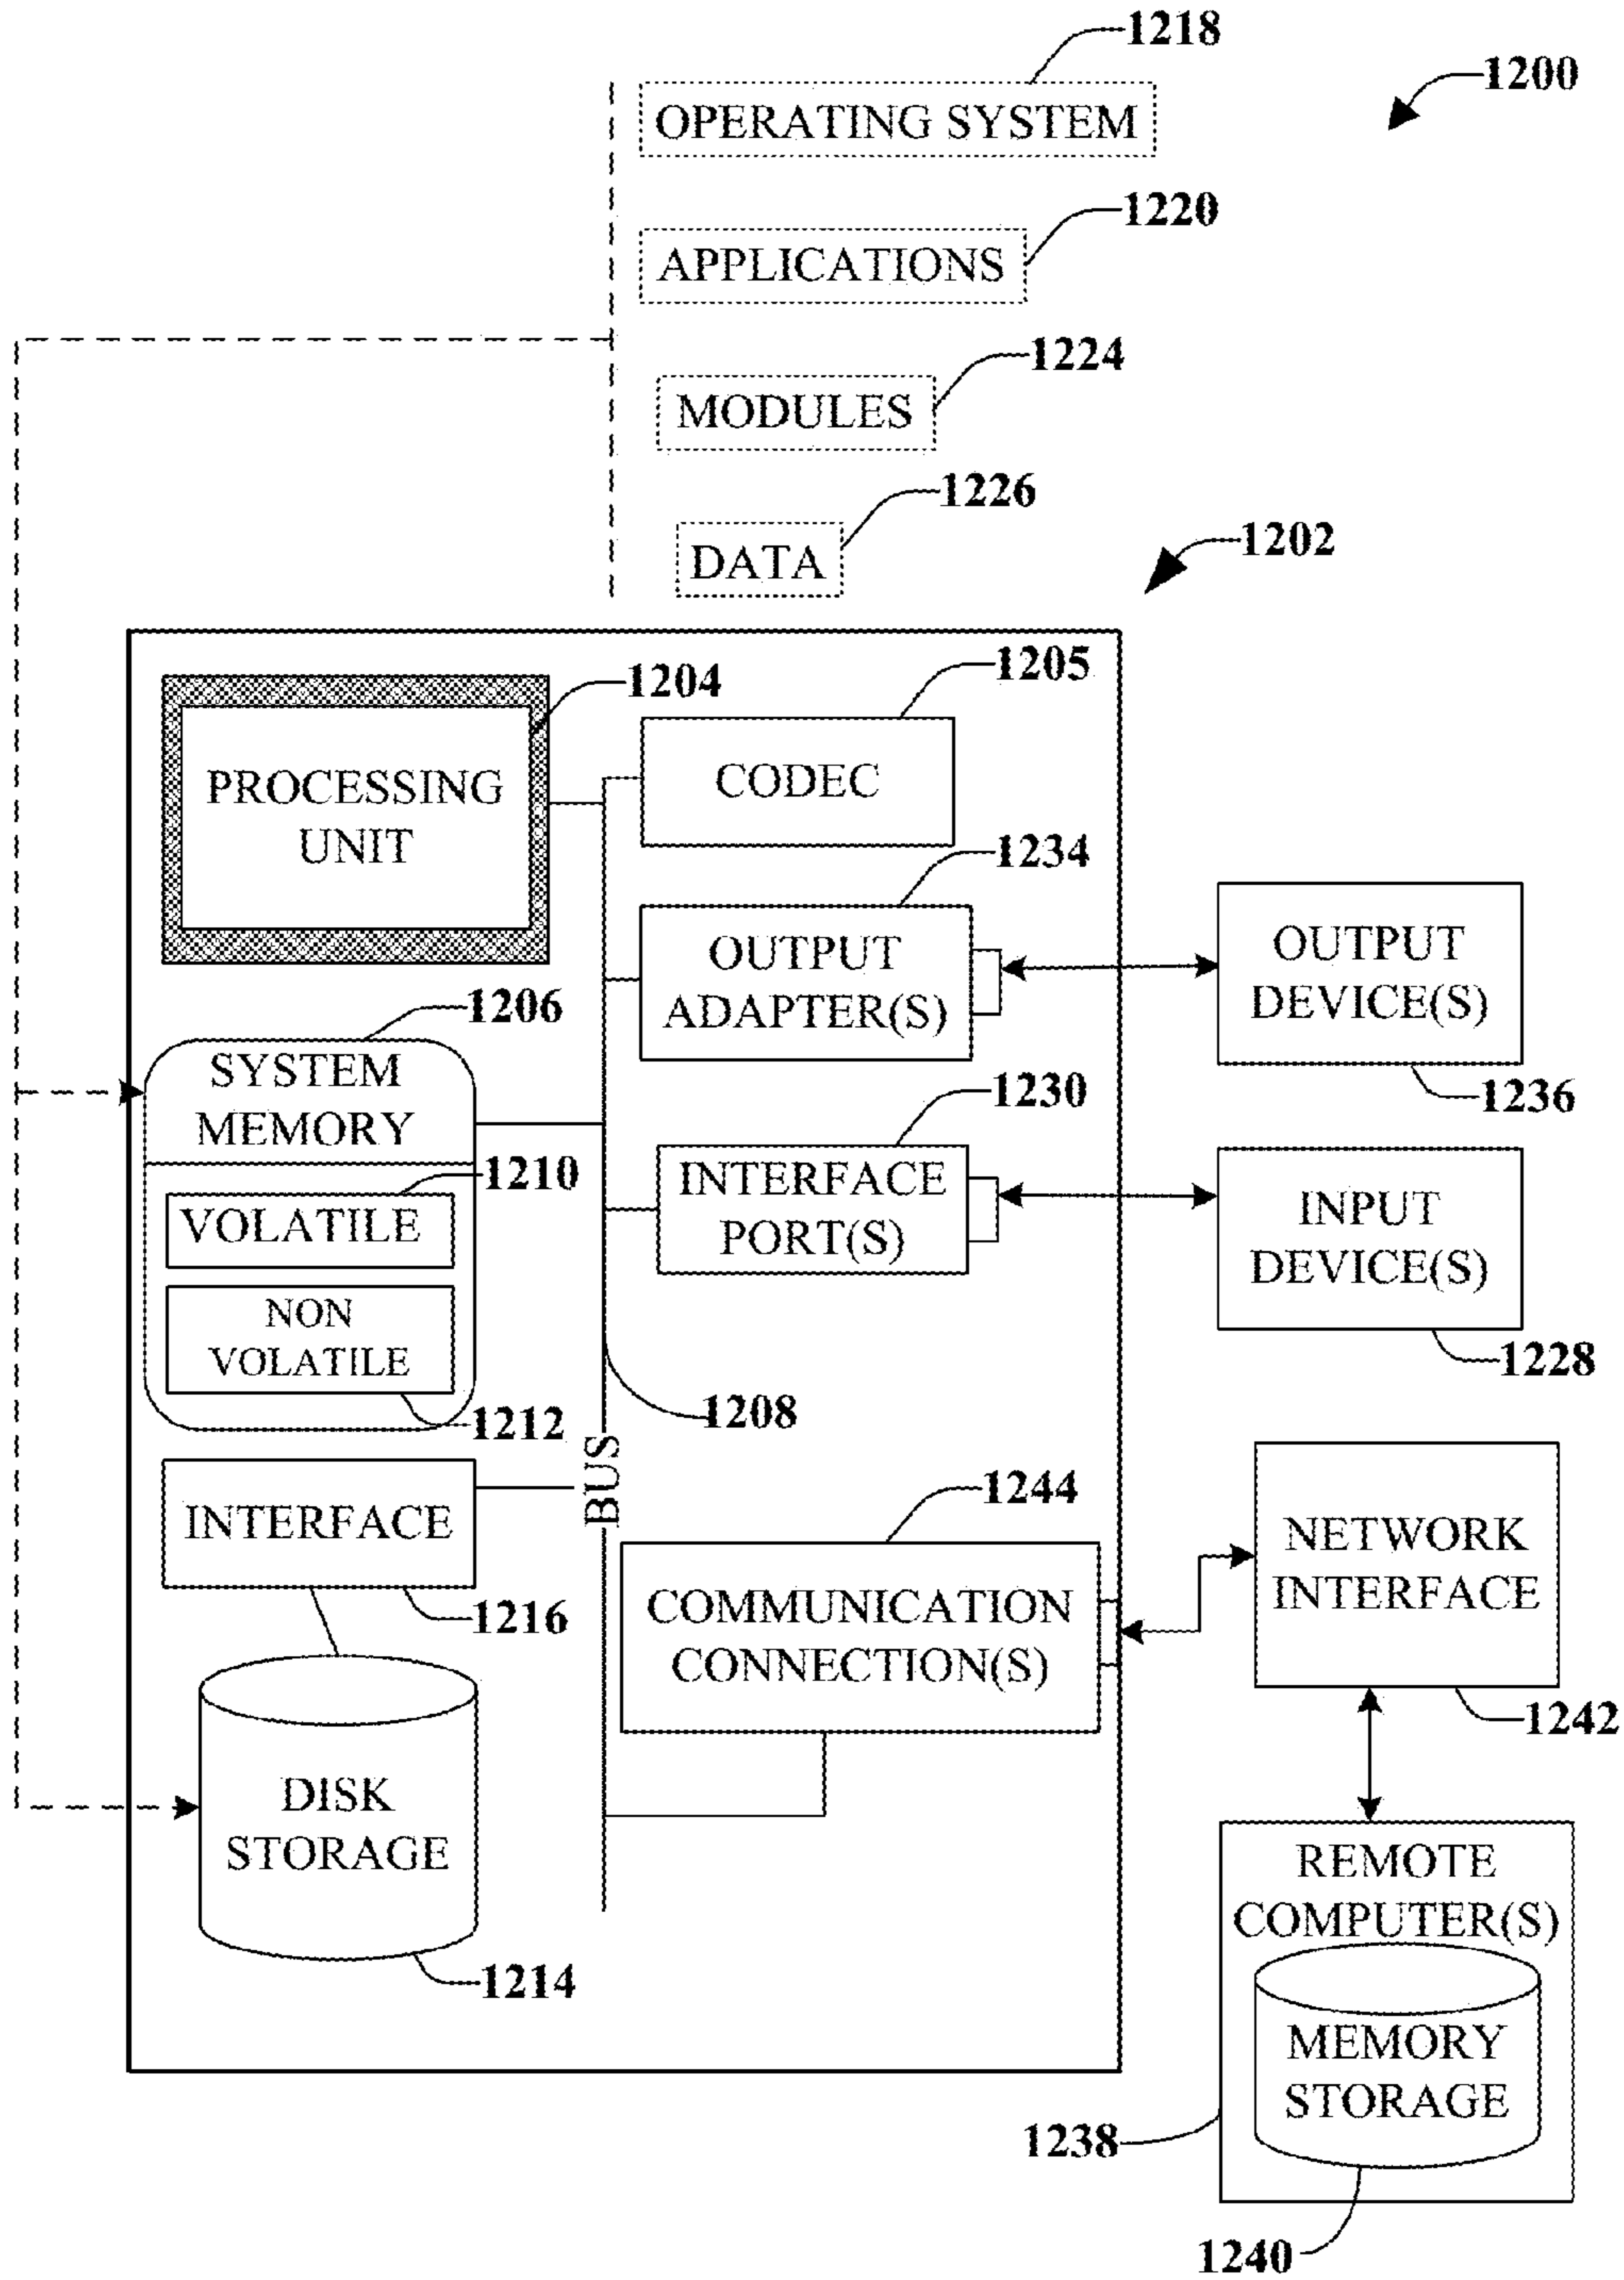 1218
1200
OPERATING SYSTEM
1220
APPLICATIONS
1224
MODULES
1226
DATA
1202
1204
1205
PROCESSING
UNIT
CODEC
1234
OUTPUT
ADAPTER(S)
OUTPUT
DEVICE(S)
1236
1206
SYSTEM
MEMORY
1210
VOLATILE
NON
VOLATILE
1212
1230
INTERFACE
PORT(S)
INPUT
DEVICE(S)
1228
1208
BUS
INTERFACE
1216
1244
COMMUNICATION
CONNECTION(S)
NETWORK
INTERFACE
1242
DISK
STORAGE
1214
REMOTE
COMPUTER(S)
MEMORY
STORAGE
1238
1240